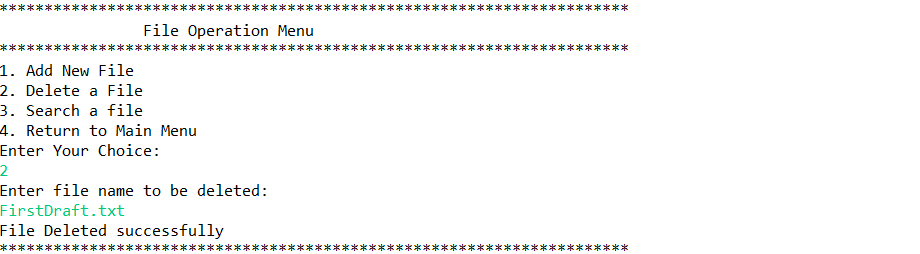 **********************************************************************
File Operation Menu
**********************************************************************
1. Add New File
2. Delete a File
3. Search a file
4. Return to Main Menu
Enter Your Choice:
2
Enter file name to be deleted:
FirstDraft.txt
File Deleted successfully
**********************************************************************